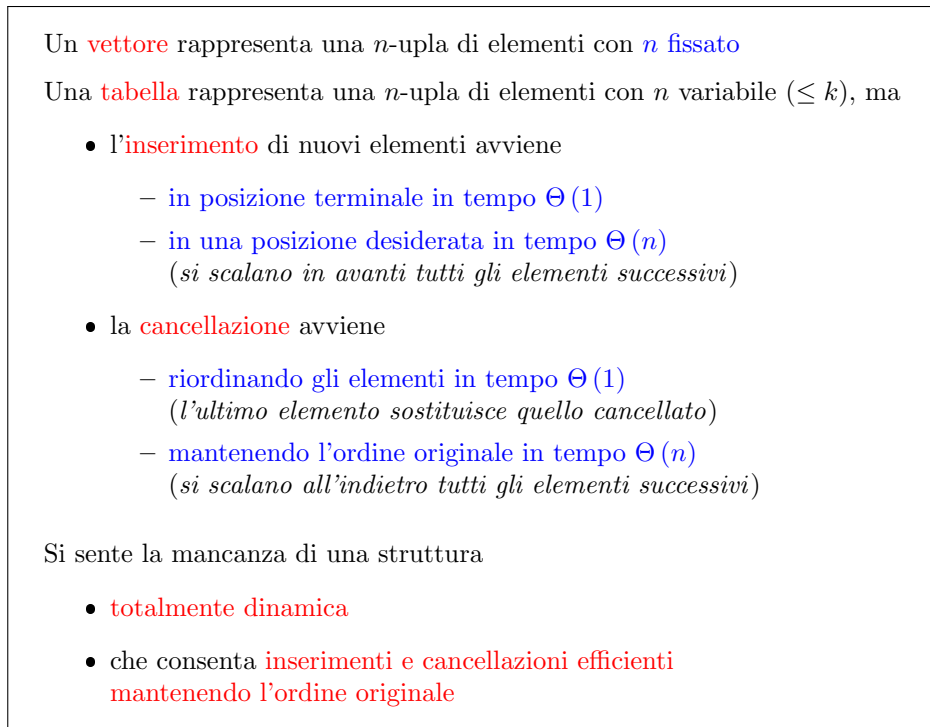 Un vettore rappresenta una n-upla di elementi con n fissato
Una tabella rappresenta una n-upla di elementi con n variabile (≤ k), ma
• l'inserimento di nuovi elementi avviene
– in posizione terminale in tempo Θ (1)
– in una posizione desiderata in tempo Θ (n)
(si scalano in avanti tutti gli elementi successivi)
• la cancellazione avviene
– riordinando gli elementi in tempo Θ (1)
(l'ultimo elemento sostituisce quello cancellato)
– mantenendo l'ordine originale in tempo Θ (n)
(si scalano all'indietro tutti gli elementi successivi)
Si sente la mancanza di una struttura
• totalmente dinamica
• che consenta inserimenti e cancellazioni efficienti
mantenendo l'ordine originale